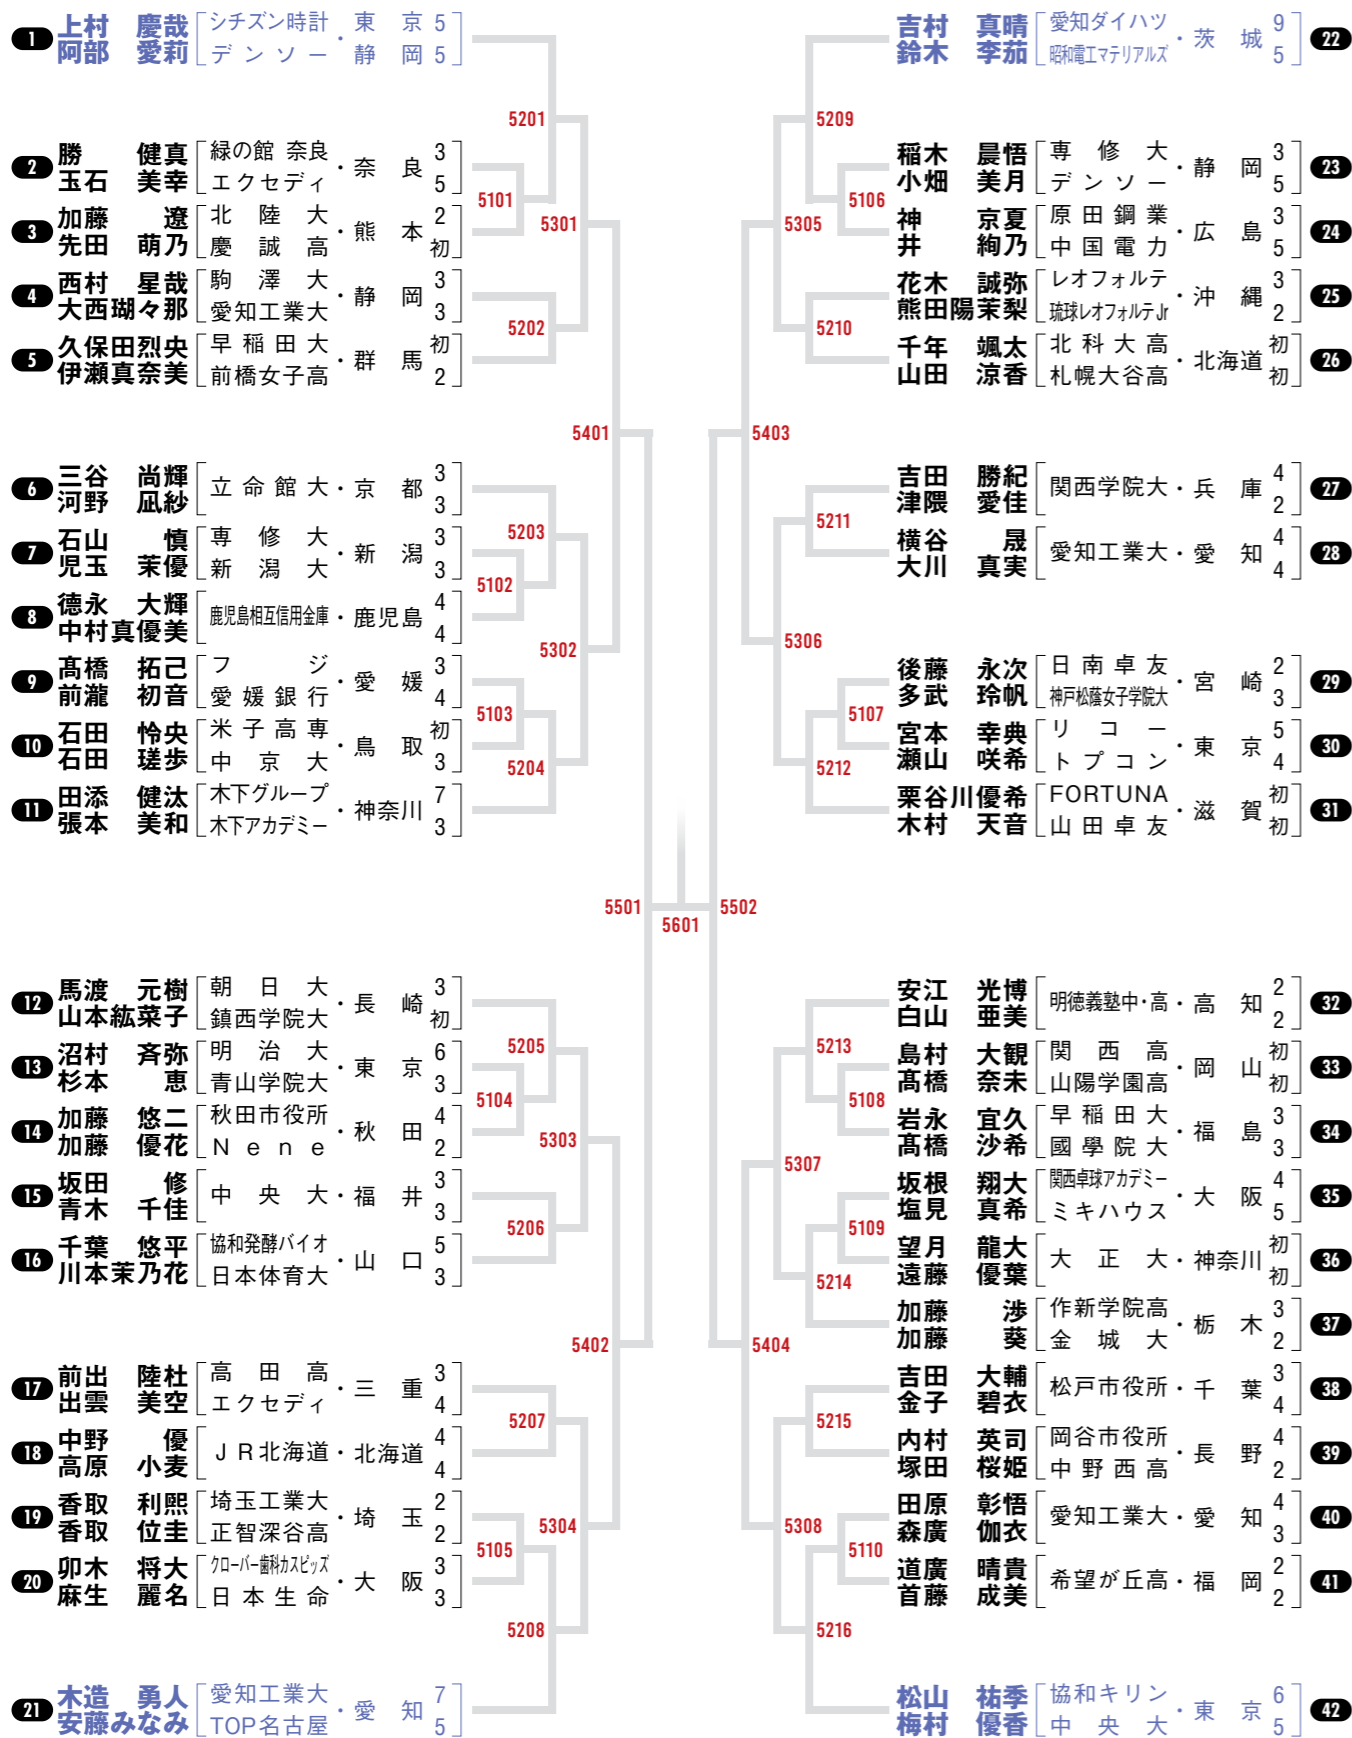 1 上村 慶哉 シチズン時計・東京 5
阿部 愛莉 デンソー 静岡 5
2 勝 健真 緑の館 奈良・奈良 3
玉石 美幸 エクセディ 5
3 加藤 遼 北陸大・熊本 2
先田 萌乃 慶誠高 初
4 西村 星哉 駒澤大・静岡 3
大西瑚々那 愛知工業大 3
5 久保田烈央 早稲田大・群馬 初
伊瀬真奈美 前橋女子高 2
6 三谷 尚輝 立命館大・京都 3
河野 凪紗 3
7 石山 慎 専修大・新潟 3
児玉 茉優 新潟大 3
8 德永 大輝 鹿児島相互信用金庫・鹿児島 4
中村真優美 4
9 髙橋 拓己 フジ・愛媛 3
前瀧 初音 愛媛銀行 4
10 石田 怜央 米子高専・鳥取 初
石田 瑳歩 中京大 3
11 田添 健汰 木下グループ・神奈川 7
張本 美和 木下アカデミー 3
12 馬渡 元樹 朝日大・長崎 3
山本紘菜子 鎮西学院大 初
13 沼村 斉弥 明治大・東京 6
杉本 恵 青山学院大 3
14 加藤 悠二 秋田市役所・秋田 4
加藤 優花 Nene 2
15 坂田 修 中央大・福井 3
青木 千佳 3
16 千葉 悠平 協和発酵バイオ・山口 5
川本茉乃花 日本体育大 3
17 前出 陸杜 高田高・三重 3
出雲 美空 エクセディ 4
18 中野 優 JR北海道・北海道 4
高原 小麦 4
19 香取 利熙 埼玉工業大・埼玉 2
香取 位圭 正智深谷高 2
20 卯木 将大 クローバー歯科カスピッズ・大阪 3
麻生 麗名 日本生命 3
21 木造 勇人 愛知工業大・愛知 7
安藤みなみ TOP名古屋 5
5201
5101
5301
5202
5401
5203
5102
5302
5103
5204
5501
5601
5502
5205
5104
5303
5206
5402
5207
5304
5105
5208
5209
5106
5305
5210
5403
5211
5306
5107
5212
5213
5108
5307
5109
5214
5404
5215
5308
5110
5216
吉村 真晴 愛知ダイハツ・茨城 9 22
鈴木 李茄 昭和電工マテリアルズ 5
稲木 晨悟 専修大・静岡 3 23
小畑 美月 デンソー 5
神 京夏 原田鋼業・広島 3 24
井 絢乃 中国電力 5
花木 誠弥 レオフォルテ・沖縄 3 25
熊田陽茉梨 琉球レオフォルテJr 2
千年 颯太 北科大高・北海道 初 26
山田 涼香 札幌大谷高 初
吉田 勝紀 関西学院大・兵庫 4 27
津隈 愛佳 2
横谷 晟 愛知工業大・愛知 4 28
大川 真実 4
後藤 永次 日南卓友・宮崎 2 29
多武 玲帆 神戸松蔭女子学院大 3
宮本 幸典 リコー・東京 5 30
瀬山 咲希 トプコン 4
栗谷川優希 FORTUNA・滋賀 初 31
木村 天音 山田卓友 初
安江 光博 明徳義塾中・高・高知 2 32
白山 亜美 2
島村 大観 関西高・岡山 初 33
髙橋 奈未 山陽学園高 初
岩永 宜久 早稲田大・福島 3 34
髙橋 沙希 國學院大 3
坂根 翔大 関西卓球アカデミー・大阪 4 35
塩見 真希 ミキハウス 5
望月 龍大 大正大・神奈川 初 36
遠藤 優葉 初
加藤 渉 作新学院高・栃木 3 37
加藤 葵 金城大 2
吉田 大輔 松戸市役所・千葉 3 38
金子 碧衣 4
内村 英司 岡谷市役所・長野 4 39
塚田 桜姫 中野西高 2
田原 彰悟 愛知工業大・愛知 4 40
森廣 伽衣 3
道廣 晴貴 希望が丘高・福岡 2 41
首藤 成美 2
松山 祐季 協和キリン・東京 6 42
梅村 優香 中央大 5